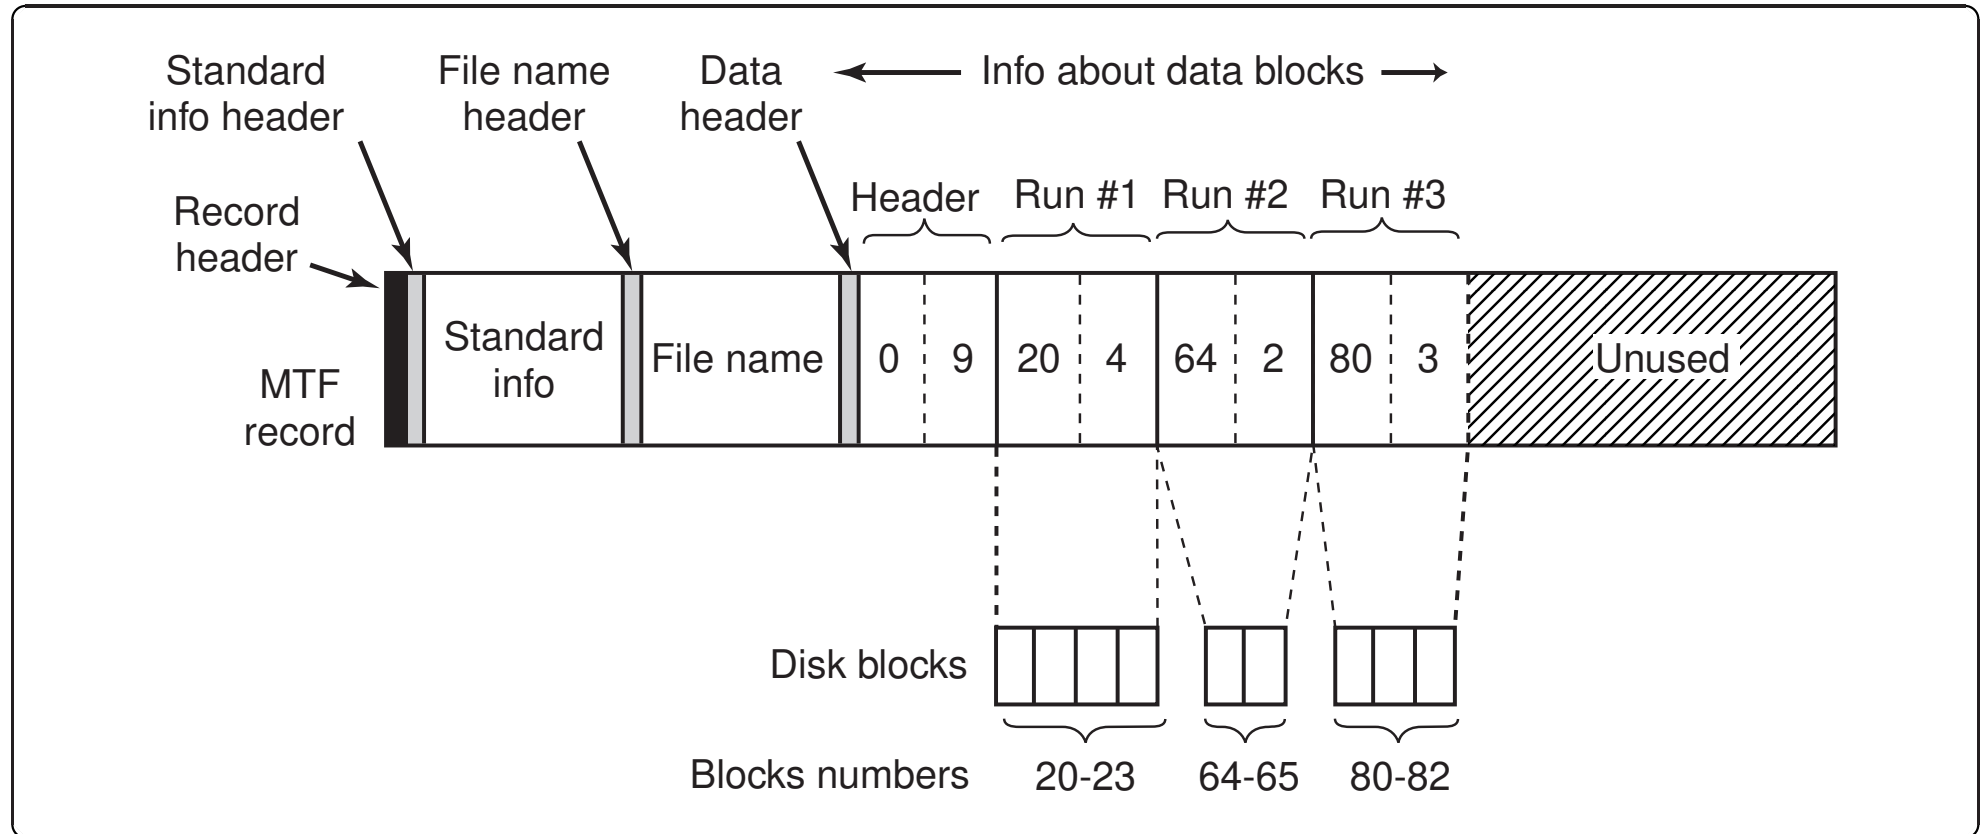 Standard
info header
File name
header
Data
header
Info about data blocks
Record
header
Header
Run #1
Run #2
Run #3
MTF
record
Standard
info
File name
0
9
20
4
64
2
80
3
Unused
Disk blocks
Blocks numbers
20-23
64-65
80-82